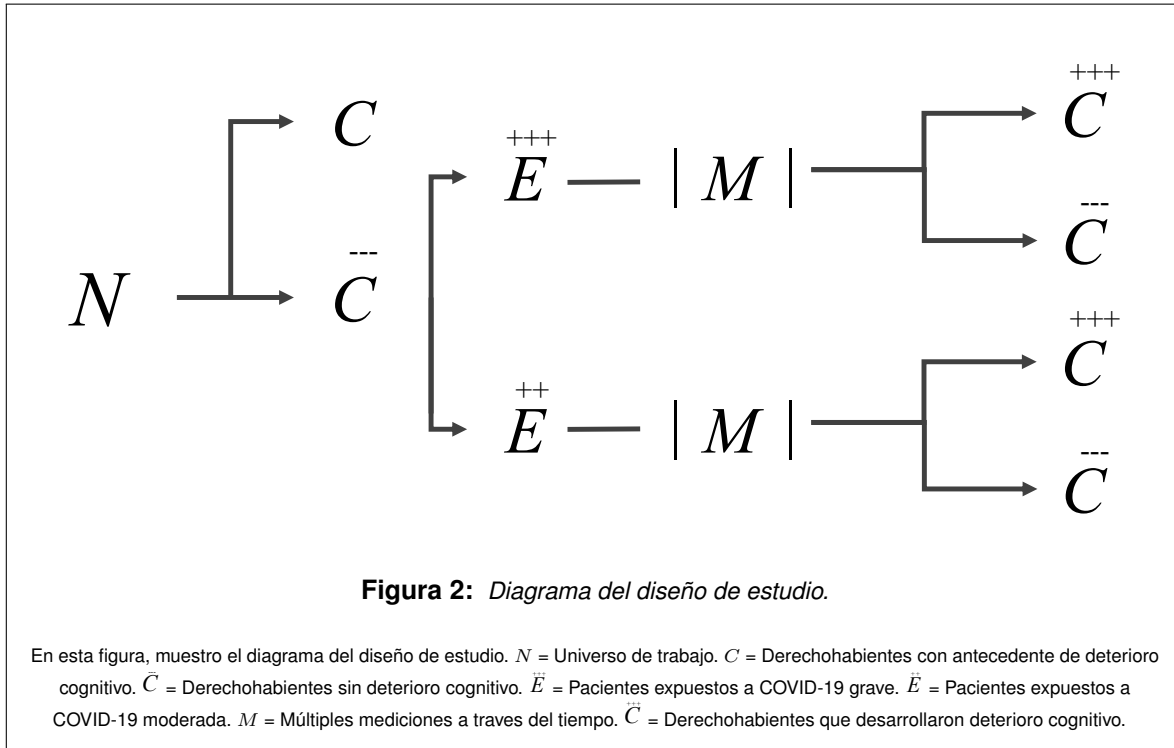 +++
C
+++
C
E
M
---
C
---
C
N
+++
C
++
E
M
---
C
Figura 2: Diagrama del diseño de estudio.
En esta figura, muestro el diagrama del diseño de estudio. N = Universo de trabajo. C = Derechohabientes con antecedente de deterioro
cognitivo. C̄ = Derechohabientes sin deterioro cognitivo. E = Pacientes expuestos a COVID-19 grave. Ë = Pacientes expuestos a
COVID-19 moderada. M = Múltiples mediciones a traves del tiempo. C = Derechohabientes que desarrollaron deterioro cognitivo.